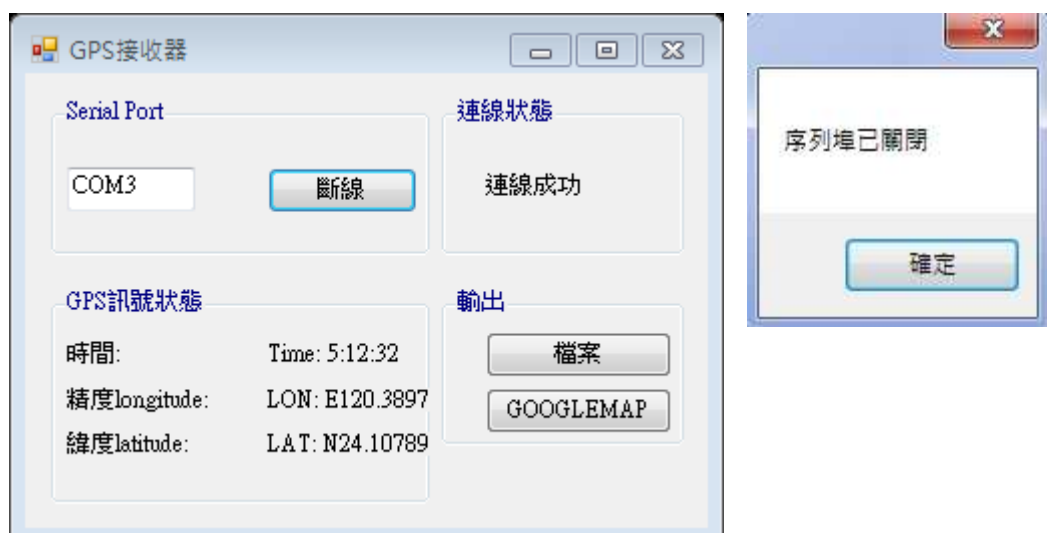 GPS接收器
Serial Port
COM3
斷線
連線狀態
連線成功
GPS訊號狀態
時間: Time: 5:12:32
精度longitude: LON: E120.3897
緯度latitude: LAT: N24.10789
輸出
檔案
GOOGLEMAP
序列埠已關閉
確定